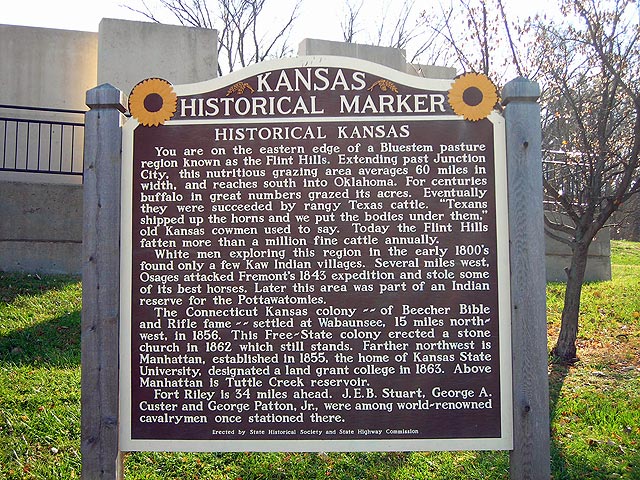 KANSAS
HISTORICAL MARKER
HISTORICAL KANSAS
You are on the eastern edge of a Bluestem pasture
region known as the Flint Hills. Extending past Junction
City, this nutritious grazing area averages 60 miles in
width, and reaches south into Oklahoma. For centuries
buffalo in great numbers grazed its acres. Eventually
they were succeeded by rangy Texas cattle. "Texans
shipped up the horns and we put the bodies under them,"
old Kansas cowmen used to say. Today the Flint Hills
fatten more than a million fine cattle annually.
White men exploring this region in the early 1800's
found only a few Kaw Indian villages. Several miles west,
Osages attacked Fremont's 1843 expedition and stole some
of its best horses. Later this area was part of an Indian
reserve for the Pottawatomies.
The Connecticut Kansas colony -- of Beecher Bible
and Rifle fame -- settled at Wabaunsee, 15 miles north-
west, in 1856. This Free-State colony erected a stone
church in 1862 which still stands. Farther northwest is
Manhattan, established in 1855, the home of Kansas State
University, designated a land grant college in 1863. Above
Manhattan is Tuttle Creek reservoir.
Fort Riley is 34 miles ahead. J.E.B. Stuart, George A.
Custer and George Patton, Jr., were among world-renowned
cavalrymen once stationed there.
Erected by State Historical Society and State Highway Commission